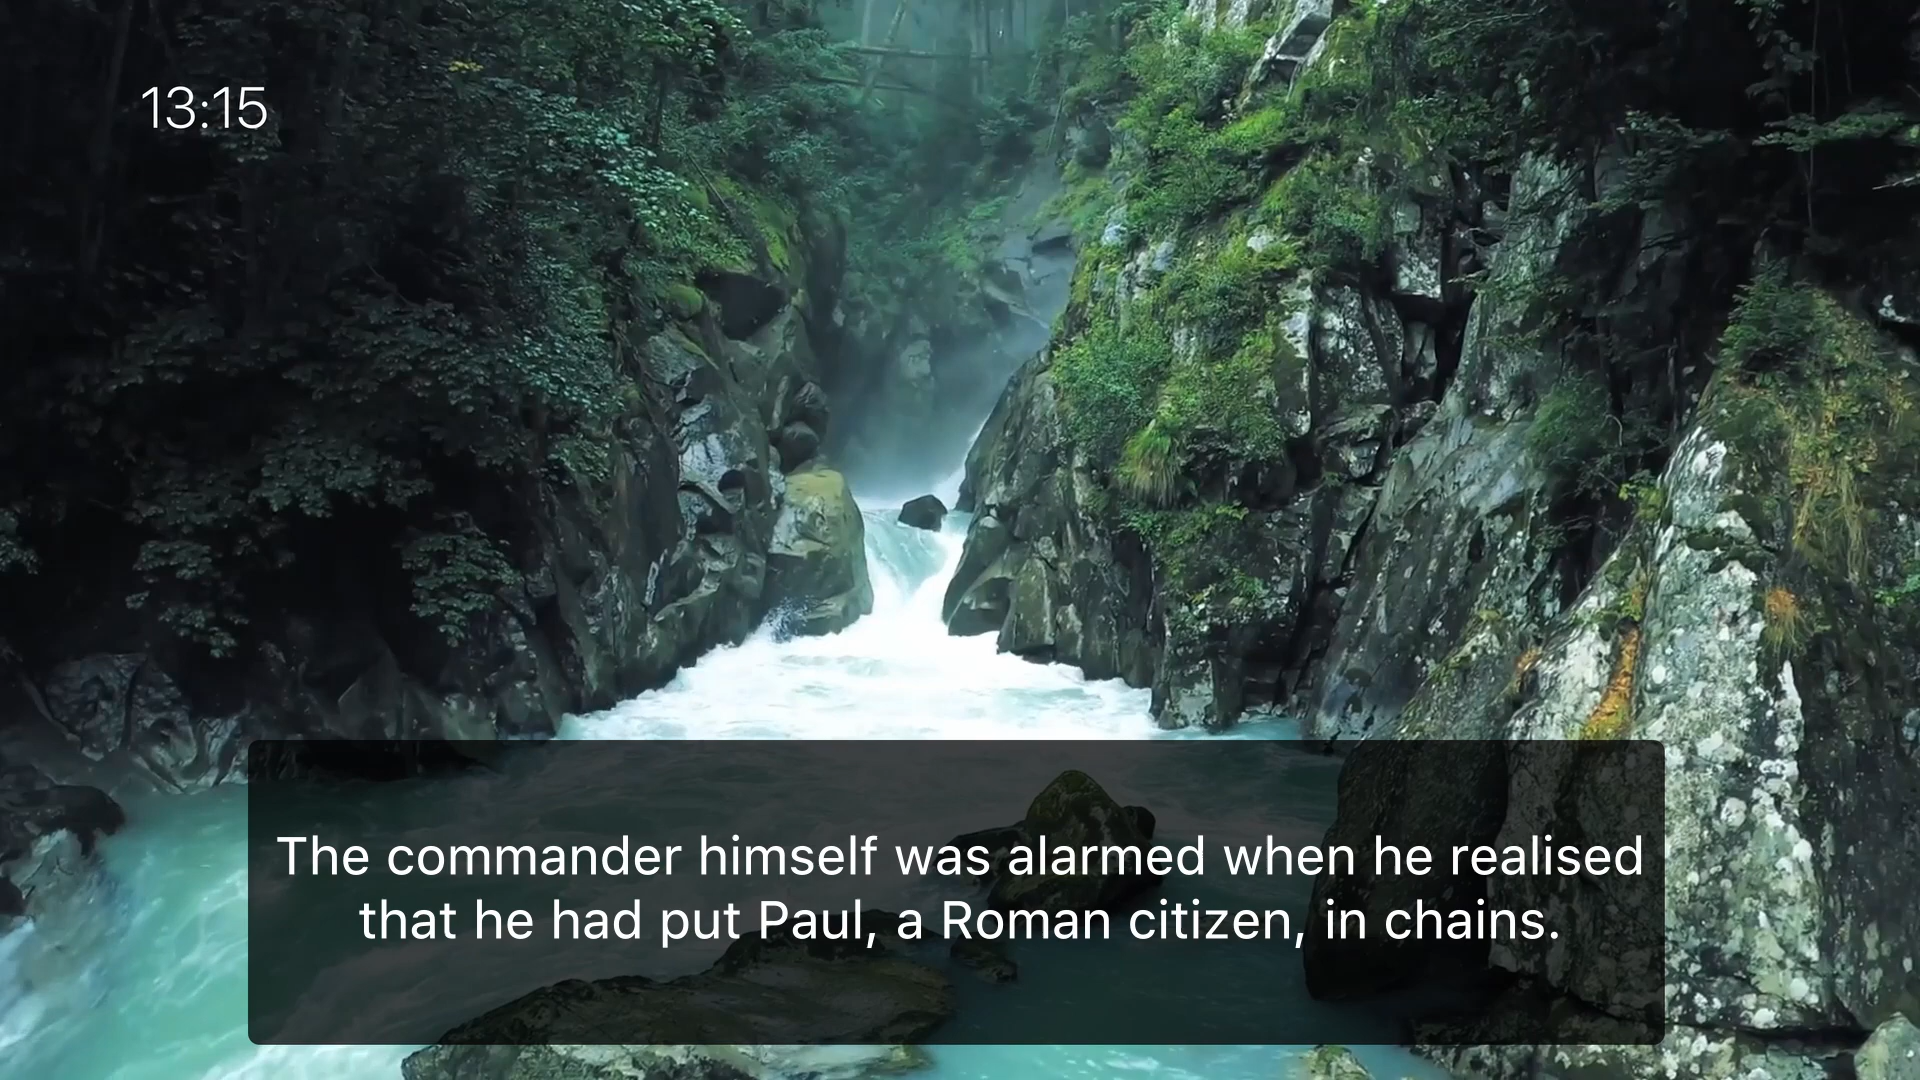 13:15
The commander himself was alarmed when he realised
that he had put Paul, a Roman citizen, in chains.